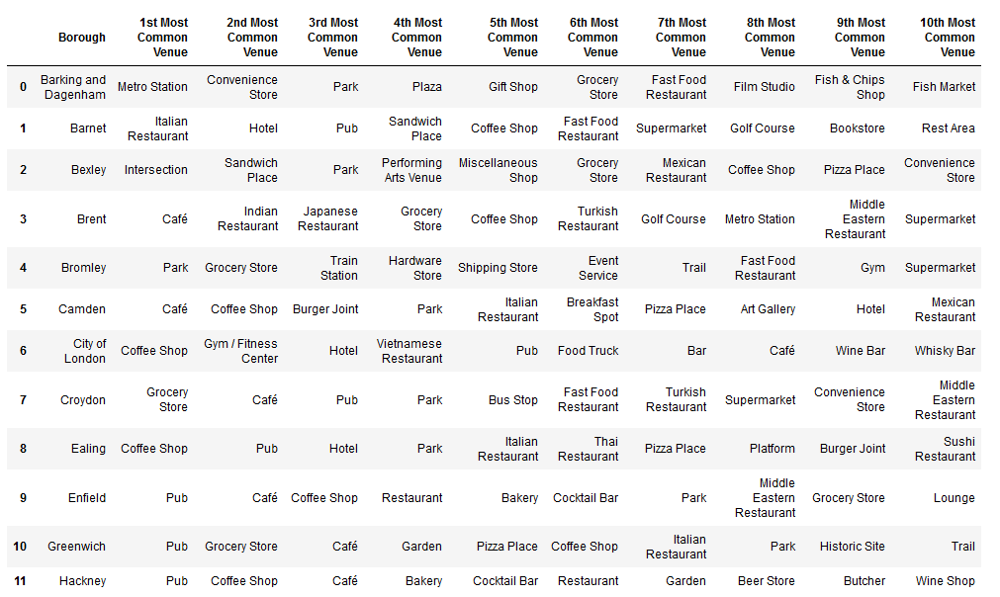 Borough 1st Most Common Venue 2nd Most Common Venue 3rd Most Common Venue 4th Most Common Venue 5th Most Common Venue 6th Most Common Venue 7th Most Common Venue 8th Most Common Venue 9th Most Common Venue 10th Most Common Venue
0 Barking and Dagenham Metro Station Convenience Store Park Plaza Gift Shop Grocery Store Fast Food Restaurant Film Studio Fish & Chips Shop Fish Market
1 Barnet Italian Restaurant Hotel Pub Sandwich Place Coffee Shop Fast Food Restaurant Supermarket Golf Course Bookstore Rest Area
2 Bexley Intersection Sandwich Place Park Performing Arts Venue Miscellaneous Shop Grocery Store Mexican Restaurant Coffee Shop Pizza Place Convenience Store
3 Brent Café Indian Restaurant Japanese Restaurant Grocery Store Coffee Shop Turkish Restaurant Golf Course Metro Station Middle Eastern Restaurant Supermarket
4 Bromley Park Grocery Store Train Station Hardware Store Shipping Store Event Service Trail Fast Food Restaurant Gym Supermarket
5 Camden Café Coffee Shop Burger Joint Park Italian Restaurant Breakfast Spot Pizza Place Art Gallery Hotel Mexican Restaurant
6 City of London Coffee Shop Gym / Fitness Center Hotel Vietnamese Restaurant Pub Food Truck Bar Café Wine Bar Whisky Bar
7 Croydon Grocery Store Café Pub Park Bus Stop Fast Food Restaurant Turkish Restaurant Supermarket Convenience Store Middle Eastern Restaurant
8 Ealing Coffee Shop Pub Hotel Park Italian Restaurant Thai Restaurant Pizza Place Platform Burger Joint Sushi Restaurant
9 Enfield Pub Café Coffee Shop Restaurant Bakery Cocktail Bar Park Middle Eastern Restaurant Grocery Store Lounge
10 Greenwich Pub Grocery Store Café Garden Pizza Place Coffee Shop Italian Restaurant Park Historic Site Trail
11 Hackney Pub Coffee Shop Café Bakery Cocktail Bar Restaurant Garden Beer Store Butcher Wine Shop